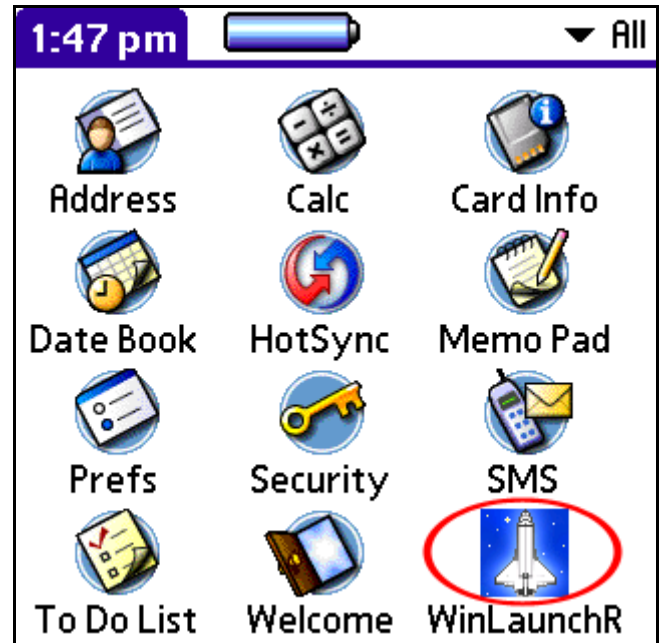 1:47 pm All
Address Calc Card Info
Date Book HotSync Memo Pad
Prefs Security SMS
To Do List Welcome WinLaunchR